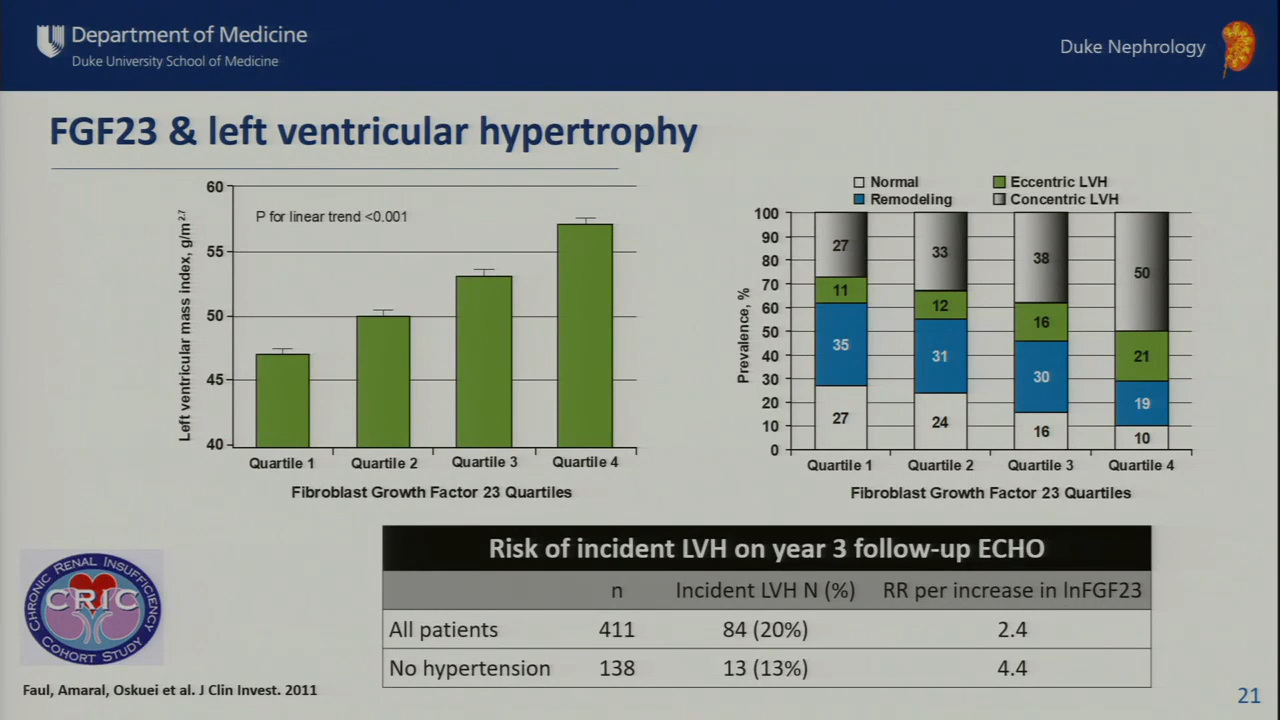 Department of Medicine
Duke University School of Medicine
Duke Nephrology
FGF23 & left ventricular hypertrophy
60
55
50
45
40
Left ventricular mass index, g/m 2.7
P for linear trend <0.001
Quartile 1 Quartile 2 Quartile 3 Quartile 4
Fibroblast Growth Factor 23 Quartiles
Normal Eccentric LVH
Remodeling Concentric LVH
100
90
80
70
60
50
40
30
20
10
0
Prevalence, %
27 33 38 50
11 12 16 21
35 31 30 19
27 24 16 10
Quartile 1 Quartile 2 Quartile 3 Quartile 4
Fibroblast Growth Factor 23 Quartiles
Risk of incident LVH on year 3 follow-up ECHO
n Incident LVH N (%) RR per increase in lnFGF23
All patients 411 84 (20%) 2.4
No hypertension 138 13 (13%) 4.4
CHRONIC RENAL INSUFFICIENCY
CRIC
COHORT STUDY
Faul, Amaral, Oskuei et al. J Clin Invest. 2011
21